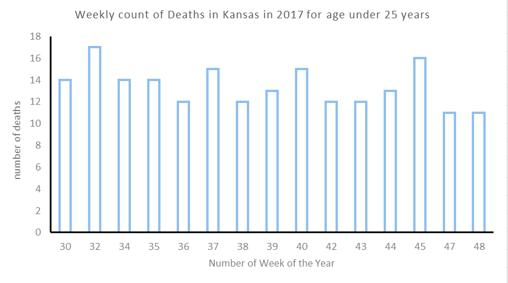 Weekly count of Deaths in Kansas in 2017 for age under 25 years
number of deaths
18
16
14
12
10
8
6
4
2
0
30 32 34 35 36 37 38 39 40 42 43 44 45 47 48
Number of Week of the Year